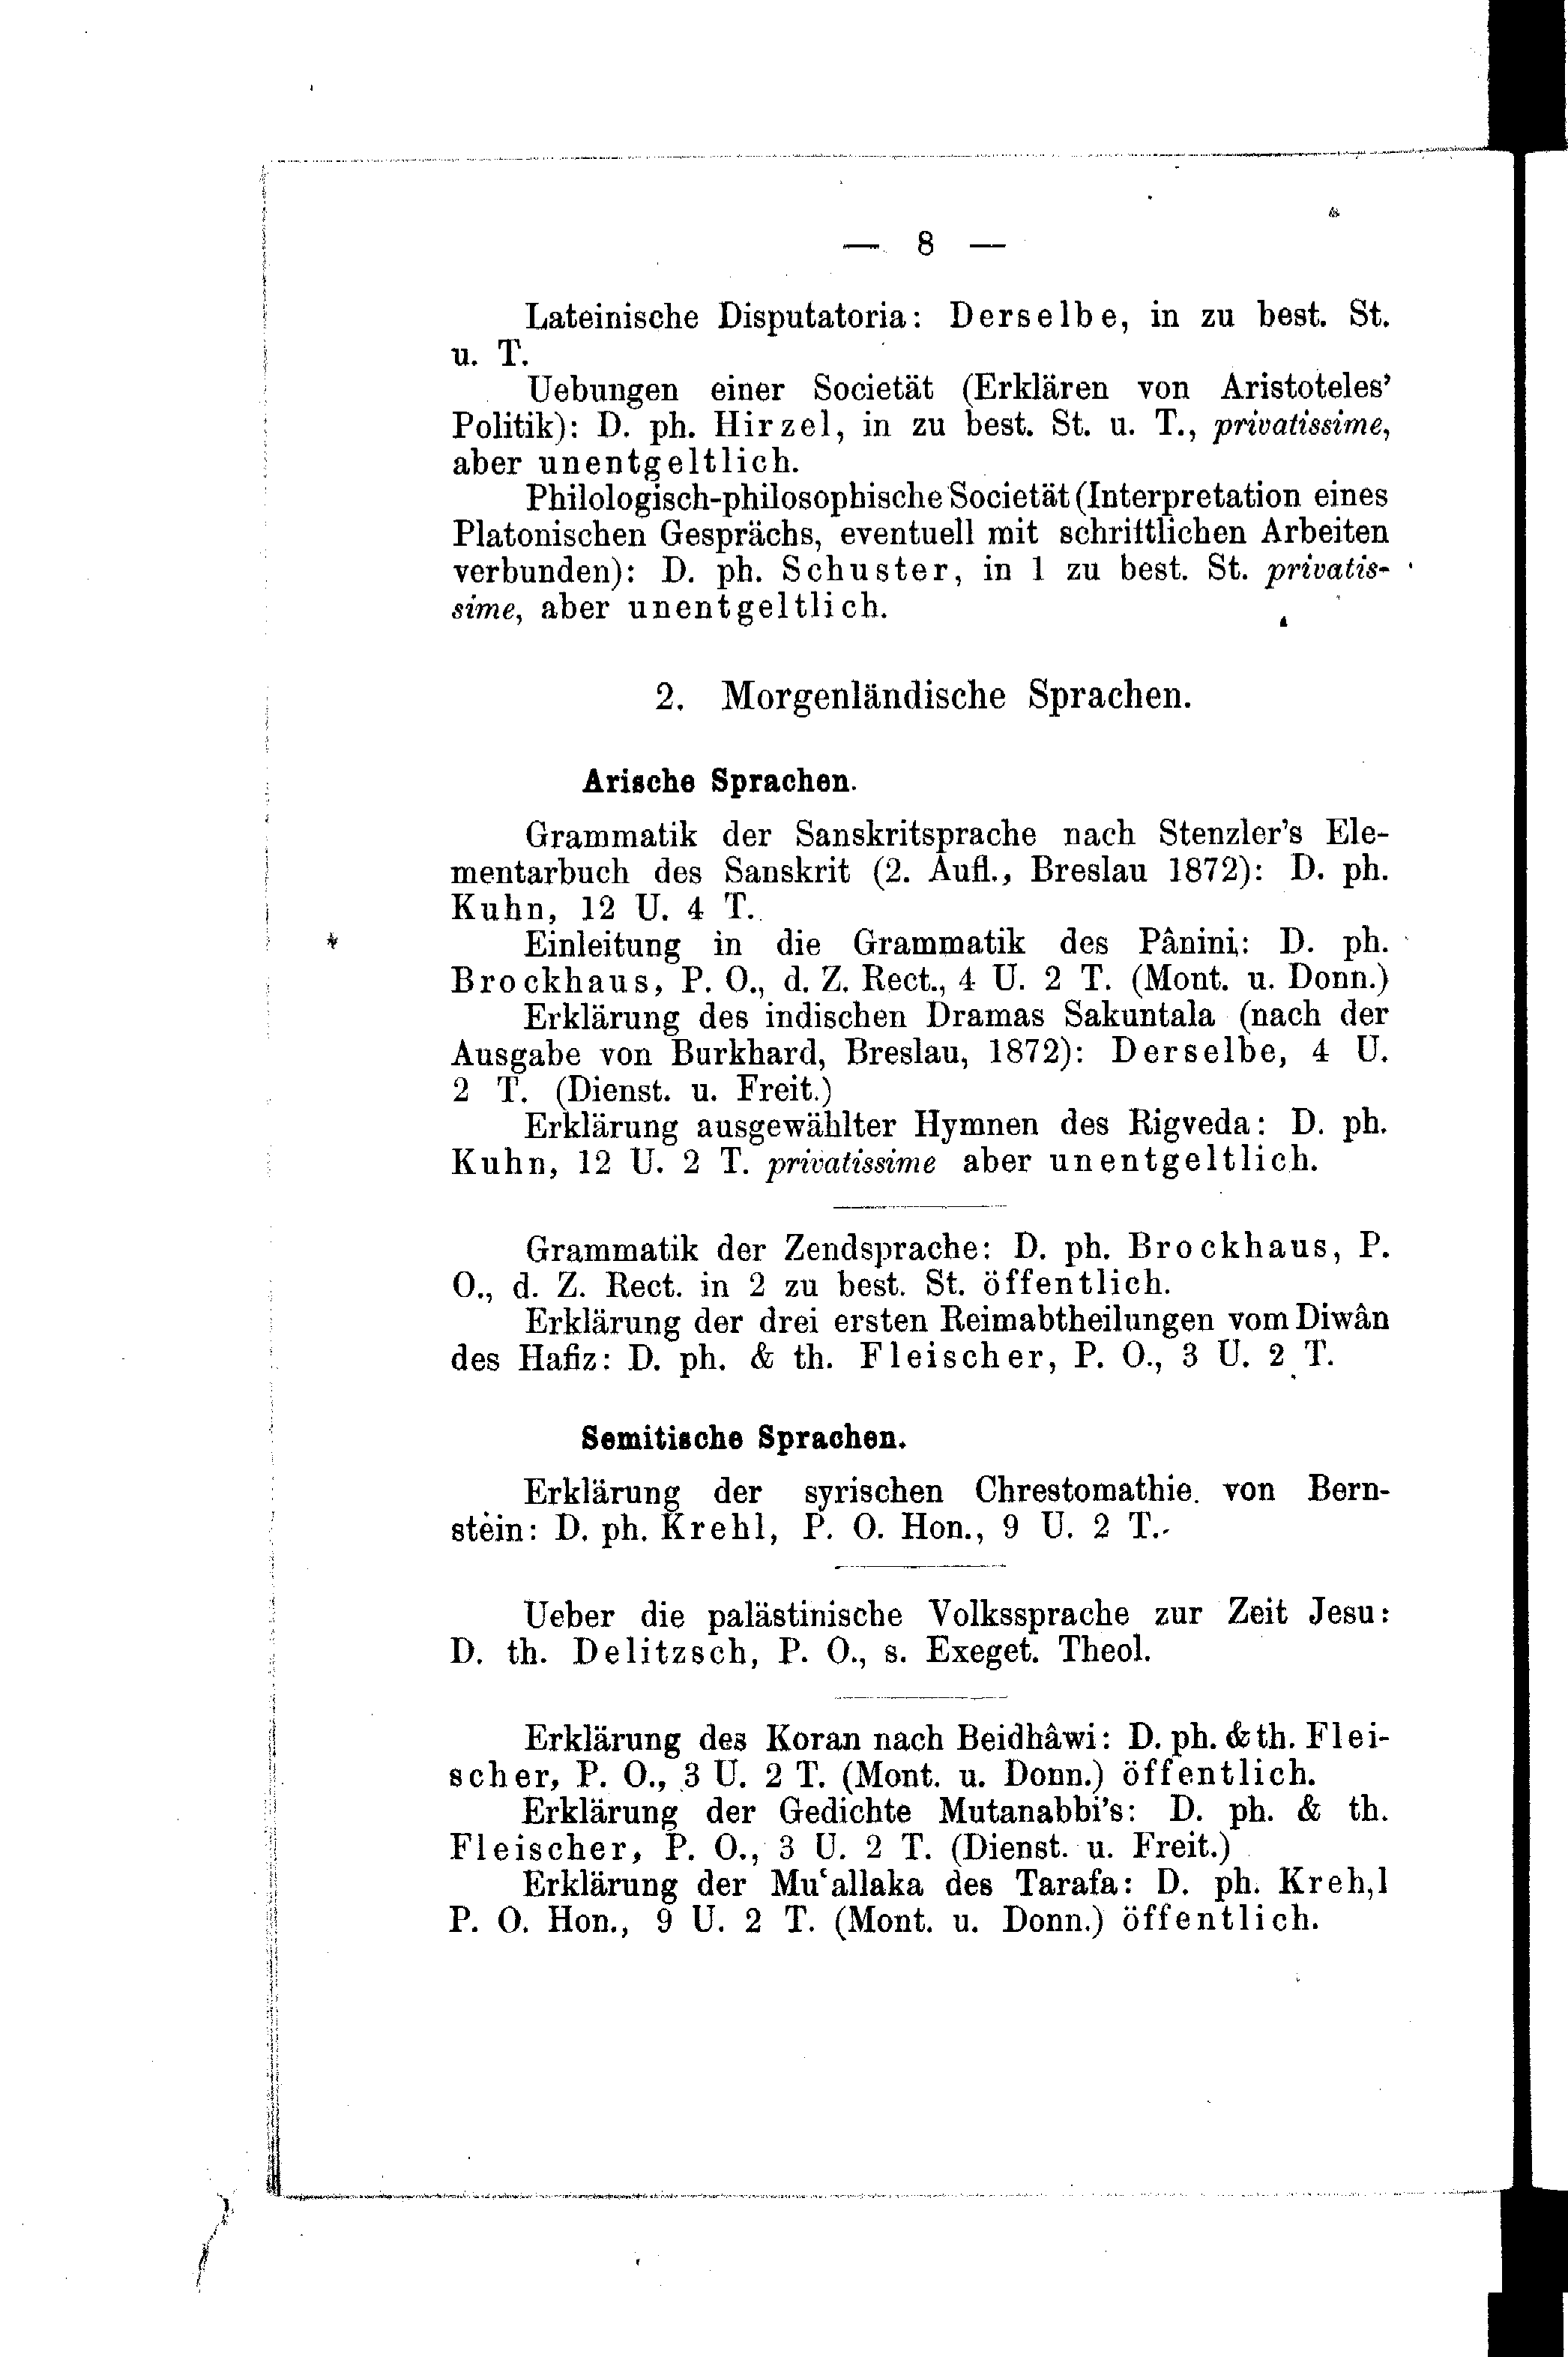 — 8 —
Lateinische Disputatoria: Derselbe, in zu best. St.
u. T.
Uebungen einer Societät (Erklären von Aristoteles'
Politik): D. ph. Hirzel, in zu best. St. u. T., privatissime,
aber unentgeltlich.
Philologisch-philosophische Societät (Interpretation eines
Platonischen Gesprächs, eventuell mit schriftlichen Arbeiten
verbunden): D. ph. Schuster, in 1 zu best. St. privatis-
sime, aber unentgeltlich.
2. Morgenländische Sprachen.
Arische Sprachen.
Grammatik der Sanskritsprache nach Stenzler's Ele-
mentarbuch des Sanskrit (2. Aufl., Breslau 1872): D. ph.
Kuhn, 12 U. 4 T.
* Einleitung in die Grammatik des Pânini: D. ph.
Brockhaus, P. O., d. Z. Rect., 4 U. 2 T. (Mont. u. Donn.)
Erklärung des indischen Dramas Sakuntala (nach der
Ausgabe von Burkhard, Breslau, 1872): Derselbe, 4 U.
2 T. (Dienst. u. Freit.)
Erklärung ausgewählter Hymnen des Rigveda: D. ph.
Kuhn, 12 U. 2 T. privatissime aber unentgeltlich.
Grammatik der Zendsprache: D. ph. Brockhaus, P.
O., d. Z. Rect. in 2 zu best. St. öffentlich.
Erklärung der drei ersten Reimabtheilungen vom Diwân
des Hafiz: D. ph. & th. Fleischer, P. O., 3 U. 2 T.
Semitische Sprachen.
Erklärung der syrischen Chrestomathie von Bern-
stein: D. ph. Krehl, P. O. Hon., 9 U. 2 T.
Ueber die palästinische Volkssprache zur Zeit Jesu:
D. th. Delitzsch, P. O., s. Exeget. Theol.
Erklärung des Koran nach Beidhâwi: D. ph. & th. Flei-
scher, P. O., 3 U. 2 T. (Mont. u. Donn.) öffentlich.
Erklärung der Gedichte Mutanabbi's: D. ph. & th.
Fleischer, P. O., 3 U. 2 T. (Dienst. u. Freit.)
Erklärung der Mu‘allaka des Tarafa: D. ph. Kreh,l
P. O. Hon., 9 U. 2 T. (Mont. u. Donn.) öffentlich.